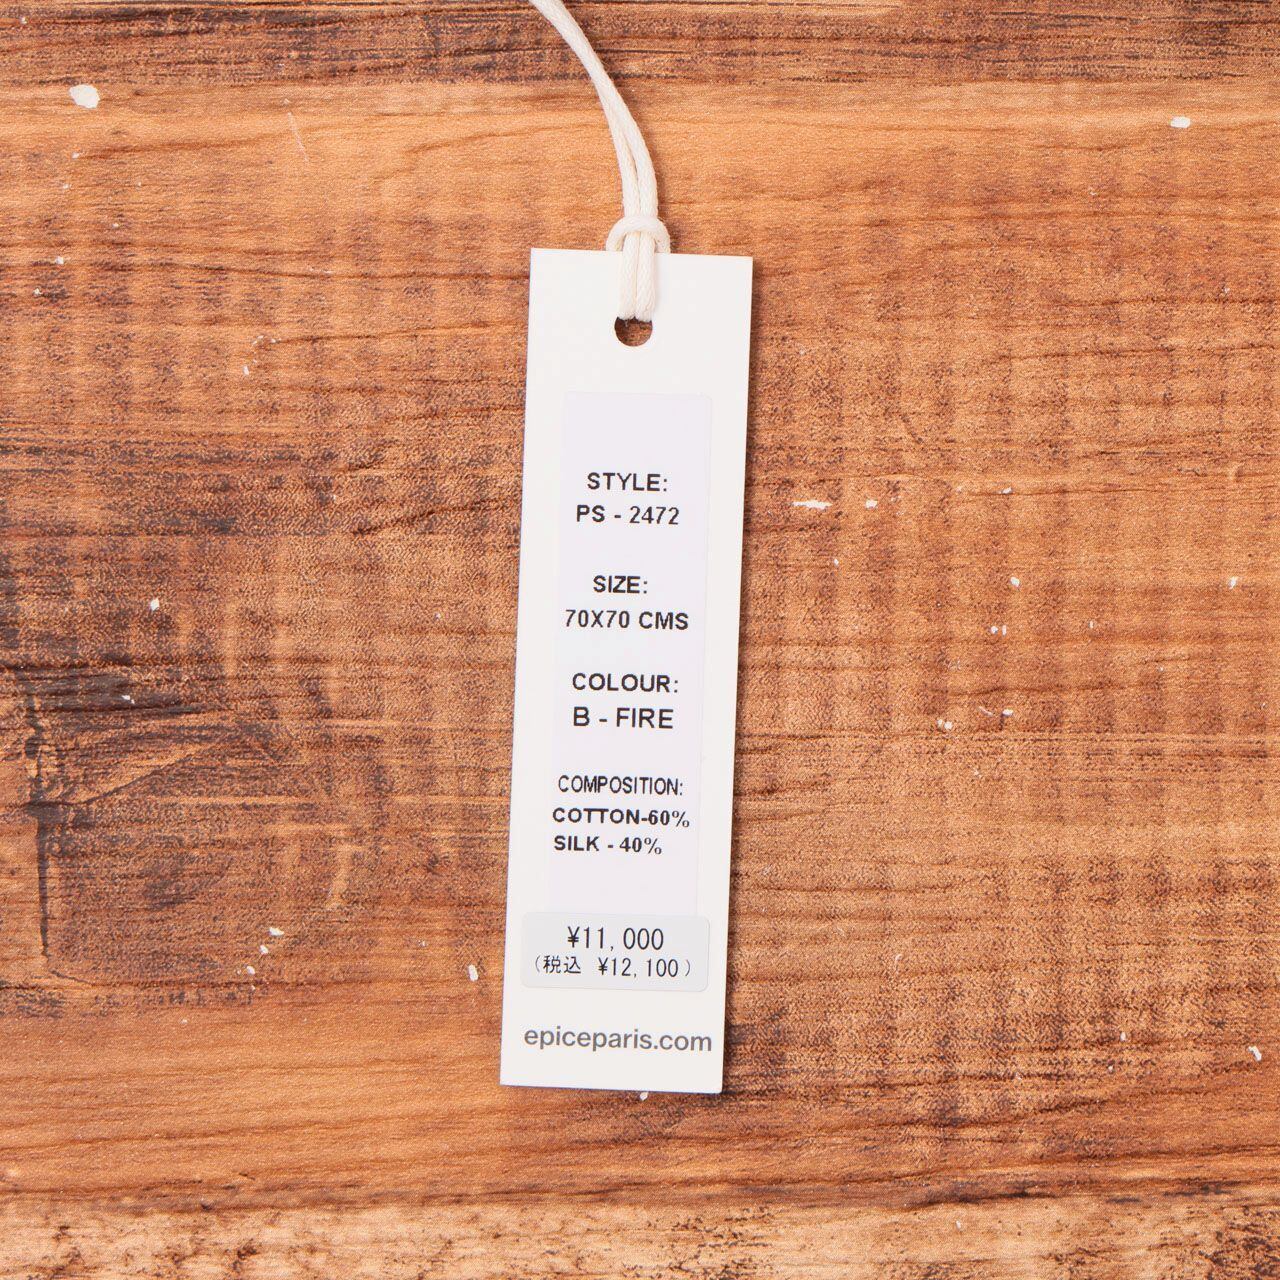 STYLE:
PS - 2472
SIZE:
70X70 CMS
COLOUR:
B - FIRE
COMPOSITION:
COTTON-60%
SILK - 40%
¥11,000
(税込 ¥12,100)
epiceparis.com